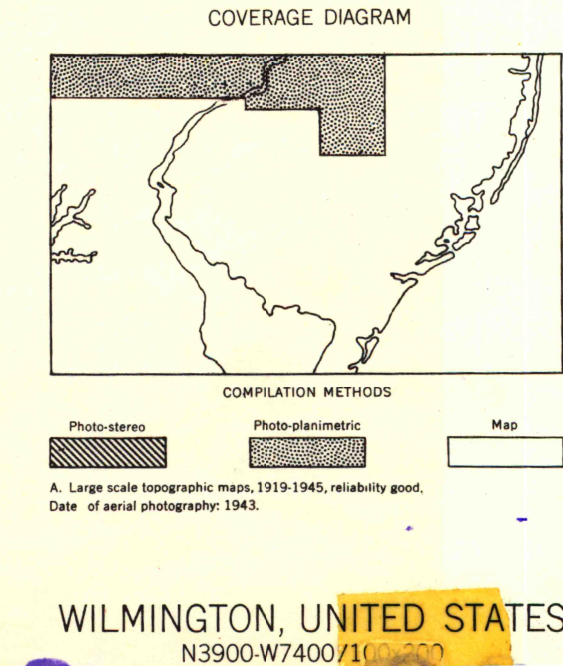 COVERAGE DIAGRAM
COMPILATION METHODS
Photo-stereo Photo-planimetric Map
A. Large scale topographic maps, 1919-1945, reliability good.
Date of aerial photography: 1943.
WILMINGTON, UNITED STATES
N3900-W7400/100x200